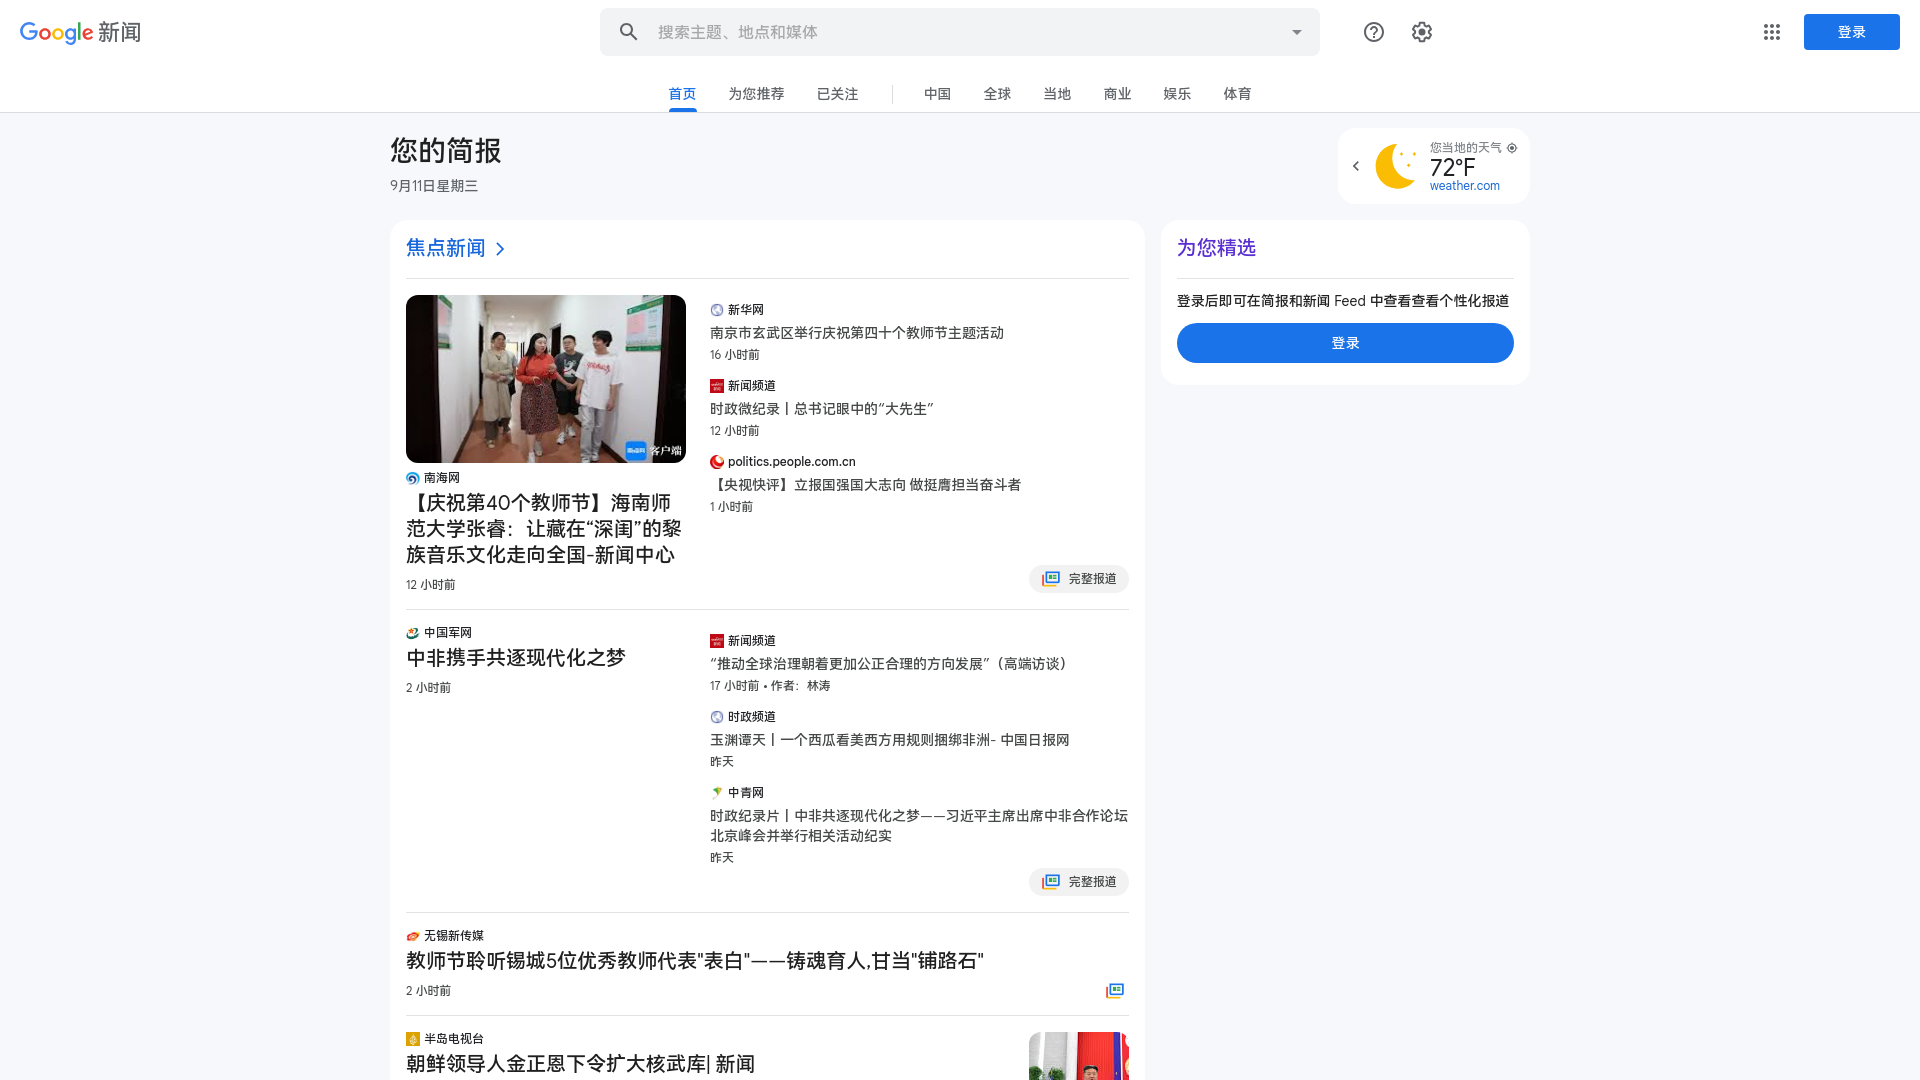 Google 新闻
搜索主题、地点和媒体
登录
首页 为您推荐 已关注 中国 全球 当地 商业 娱乐 体育
您的简报
9月11日星期三
您当地的天气
72°F
weather.com
焦点新闻
客户端
南海网
【庆祝第40个教师节】海南师
范大学张睿：让藏在“深闺”的黎
族音乐文化走向全国-新闻中心
12 小时前
新华网
南京市玄武区举行庆祝第四十个教师节主题活动
16 小时前
新闻频道
时政微纪录丨总书记眼中的“大先生”
12 小时前
politics.people.com.cn
【央视快评】立报国强国大志向 做挺膺担当奋斗者
1 小时前
完整报道
中国军网
中非携手共逐现代化之梦
2 小时前
新闻频道
“推动全球治理朝着更加公正合理的方向发展”（高端访谈）
17 小时前 • 作者：林涛
时政频道
玉渊谭天丨一个西瓜看美西方用规则捆绑非洲- 中国日报网
昨天
中青网
时政纪录片丨中非共逐现代化之梦——习近平主席出席中非合作论坛
北京峰会并举行相关活动纪实
昨天
完整报道
无锡新传媒
教师节聆听锡城5位优秀教师代表"表白"——铸魂育人,甘当"铺路石"
2 小时前
半岛电视台
朝鲜领导人金正恩下令扩大核武库| 新闻
为您精选
登录后即可在简报和新闻 Feed 中查看查看个性化报道
登录